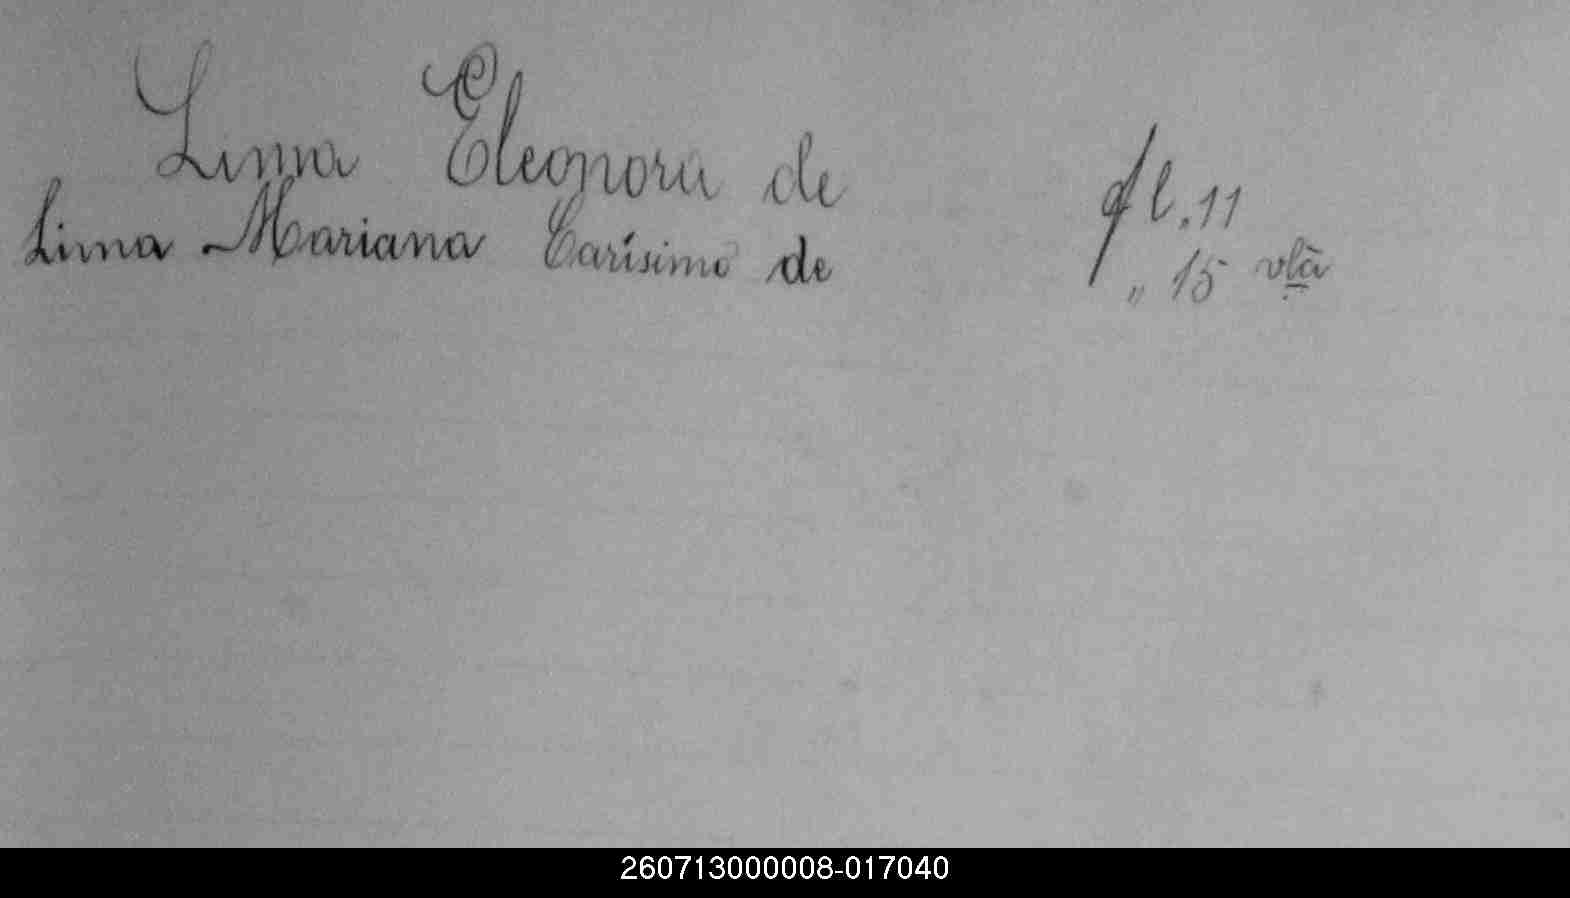 Lima Eleonora de fl. 11
Lima Mariana Carísimo de " 15 vta
260713000008-017040